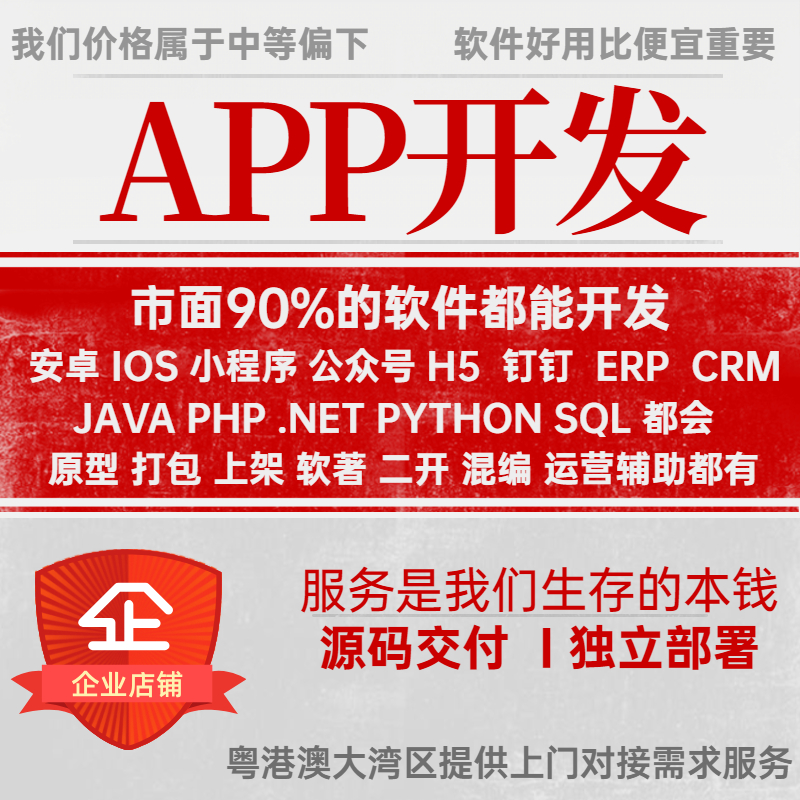 我们价格属于中等偏下 软件好用比便宜重要
APP开发
市面90%的软件都能开发
安卓 IOS 小程序 公众号 H5 钉钉 ERP CRM
JAVA PHP .NET PYTHON SQL 都会
原型 打包 上架 软著 二开 混编 运营辅助都有
企
企业店铺
服务是我们生存的本钱
源码交付 | 独立部署
粤港澳大湾区提供上门对接需求服务